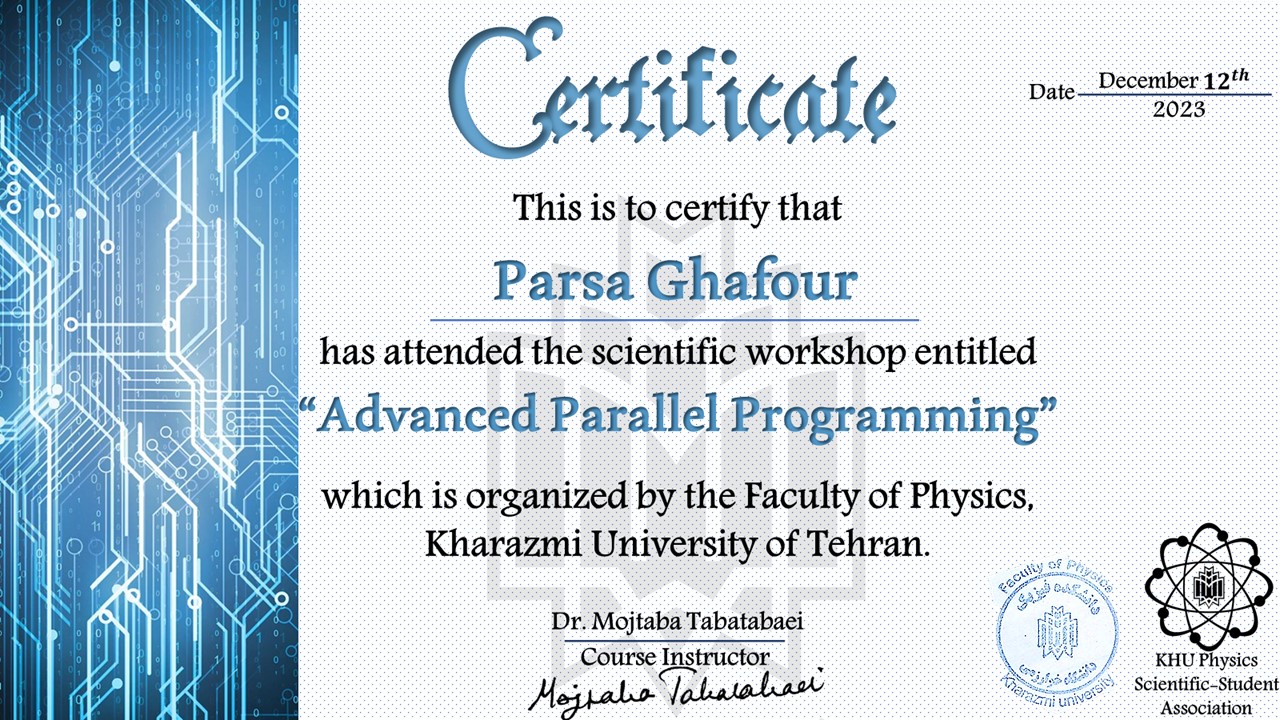 Certificate
Date December 12th
2023
This is to certify that
Parsa Ghafour
has attended the scientific workshop entitled
“Advanced Parallel Programming”
which is organized by the Faculty of Physics,
Kharazmi University of Tehran.
Dr. Mojtaba Tabatabaei
Course Instructor
Mojtaba Tabatabaei
Faculty of Physics
دانشکده فیزیک
دانشگاه خوارزمی
Kharazmi university
KHU Physics
Scientific-Student
Association